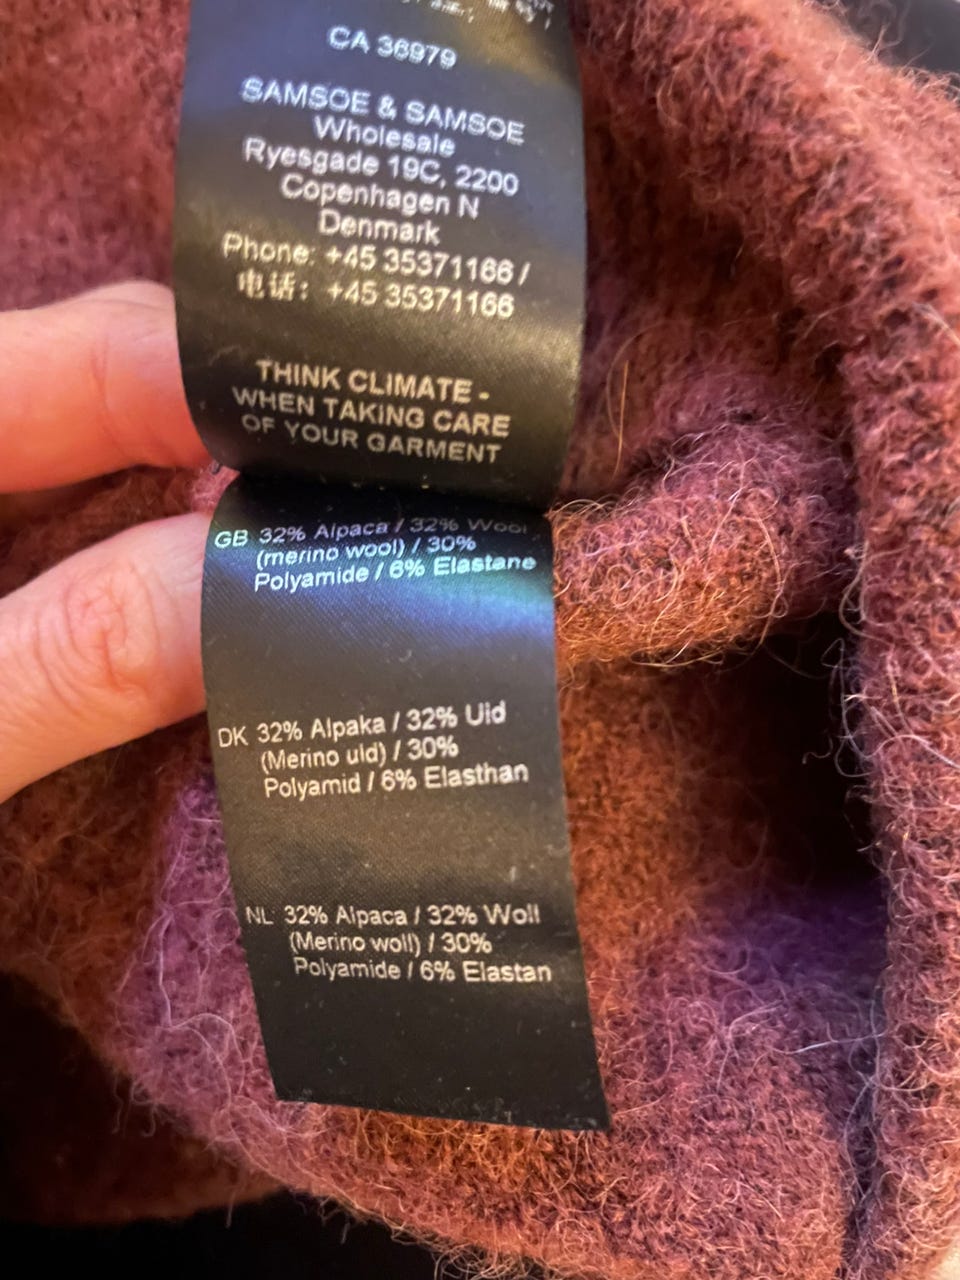 CA 36979
SAMSOE & SAMSOE
Wholesale
Ryesgade 19C, 2200
Copenhagen N
Denmark
Phone: +45 35371166 /
电话: +45 35371166
THINK CLIMATE -
WHEN TAKING CARE
OF YOUR GARMENT
GB 32% Alpaca / 32% Wool
(merino wool) / 30%
Polyamide / 6% Elastane
DK 32% Alpaka / 32% Uld
(Merino uld) / 30%
Polyamid / 6% Elasthan
NL 32% Alpaca / 32% Woll
(Merino woll) / 30%
Polyamide / 6% Elastan